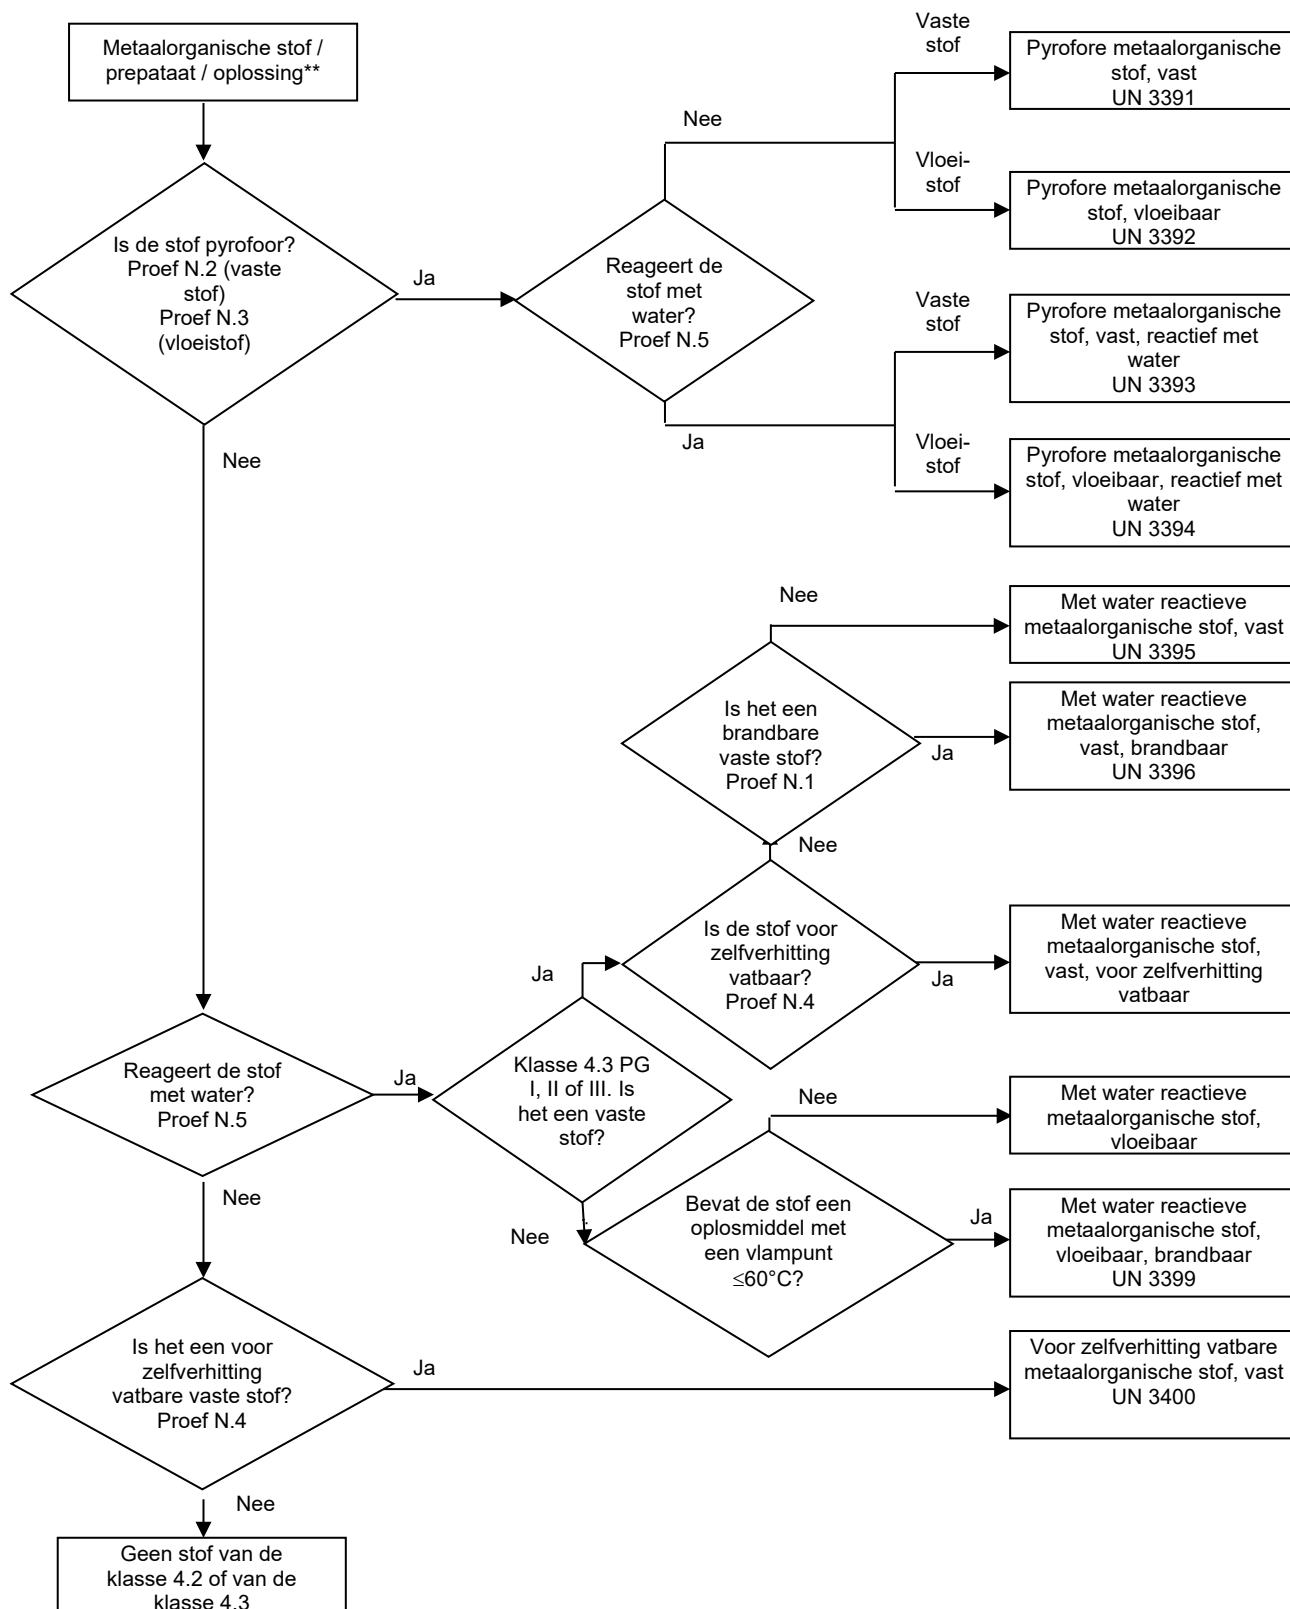 Metaalorganische stof /
prepataat / oplossing**
Is de stof pyrofoor?
Proef N.2 (vaste
stof)
Proef N.3
(vloeistof)
Ja
Nee
Reageert de
stof met
water?
Proef N.5
Nee
Ja
Vaste
stof
Pyrofore metaalorganische
stof, vast
UN 3391
Vloei-
stof
Pyrofore metaalorganische
stof, vloeibaar
UN 3392
Vaste
stof
Pyrofore metaalorganische
stof, vast, reactief met
water
UN 3393
Vloei-
stof
Pyrofore metaalorganische
stof, vloeibaar, reactief met
water
UN 3394
Nee
Met water reactieve
metaalorganische stof, vast
UN 3395
Is het een
brandbare
vaste stof?
Proef N.1
Ja
Met water reactieve
metaalorganische stof,
vast, brandbaar
UN 3396
Nee
Is de stof voor
zelfverhitting
vatbaar?
Proef N.4
Ja
Met water reactieve
metaalorganische stof,
vast, voor zelfverhitting
vatbaar
Ja
Reageert de stof
met water?
Proef N.5
Ja
Klasse 4.3 PG
I, II of III. Is
het een vaste
stof?
Nee
Met water reactieve
metaalorganische stof,
vloeibaar
Nee
Nee
Bevat de stof een
oplosmiddel met
een vlampunt
≤60°C?
Ja
Met water reactieve
metaalorganische stof,
vloeibaar, brandbaar
UN 3399
Is het een voor
zelfverhitting
vatbare vaste stof?
Proef N.4
Ja
Voor zelfverhitting vatbare
metaalorganische stof, vast
UN 3400
Nee
Geen stof van de
klasse 4.2 of van de
klasse 4.3